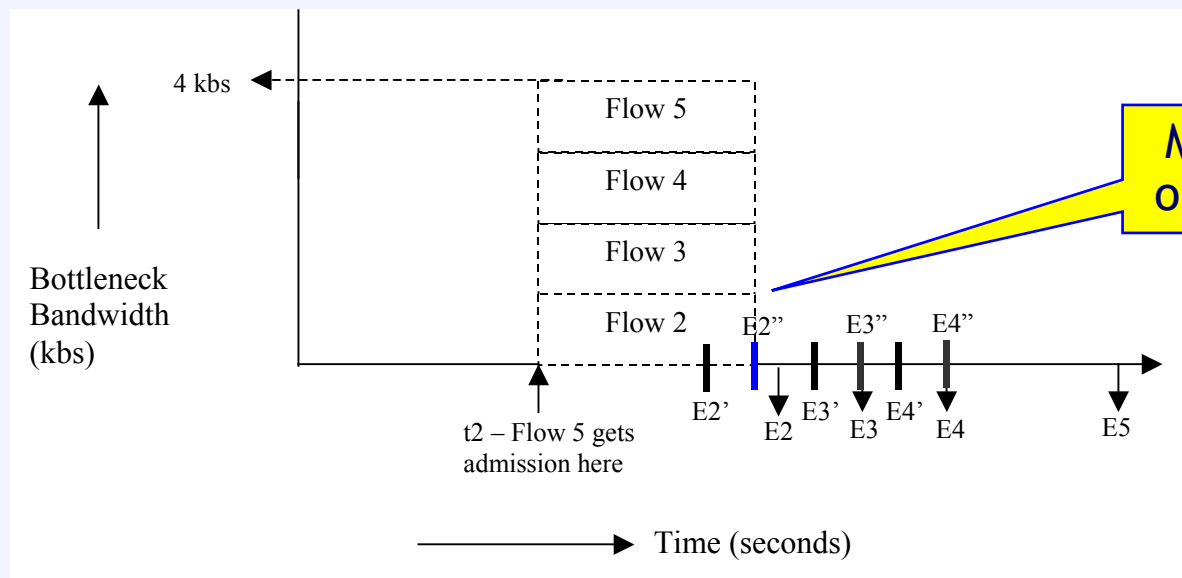 4 kbs
Flow 5
Flow 4
Flow 3
Flow 2
Bottleneck
Bandwidth
(kbs)
E2”
E3”
E4”
E2’
E2
E3’
E3
E4’
E4
E5
t2 – Flow 5 gets
admission here
Time (seconds)